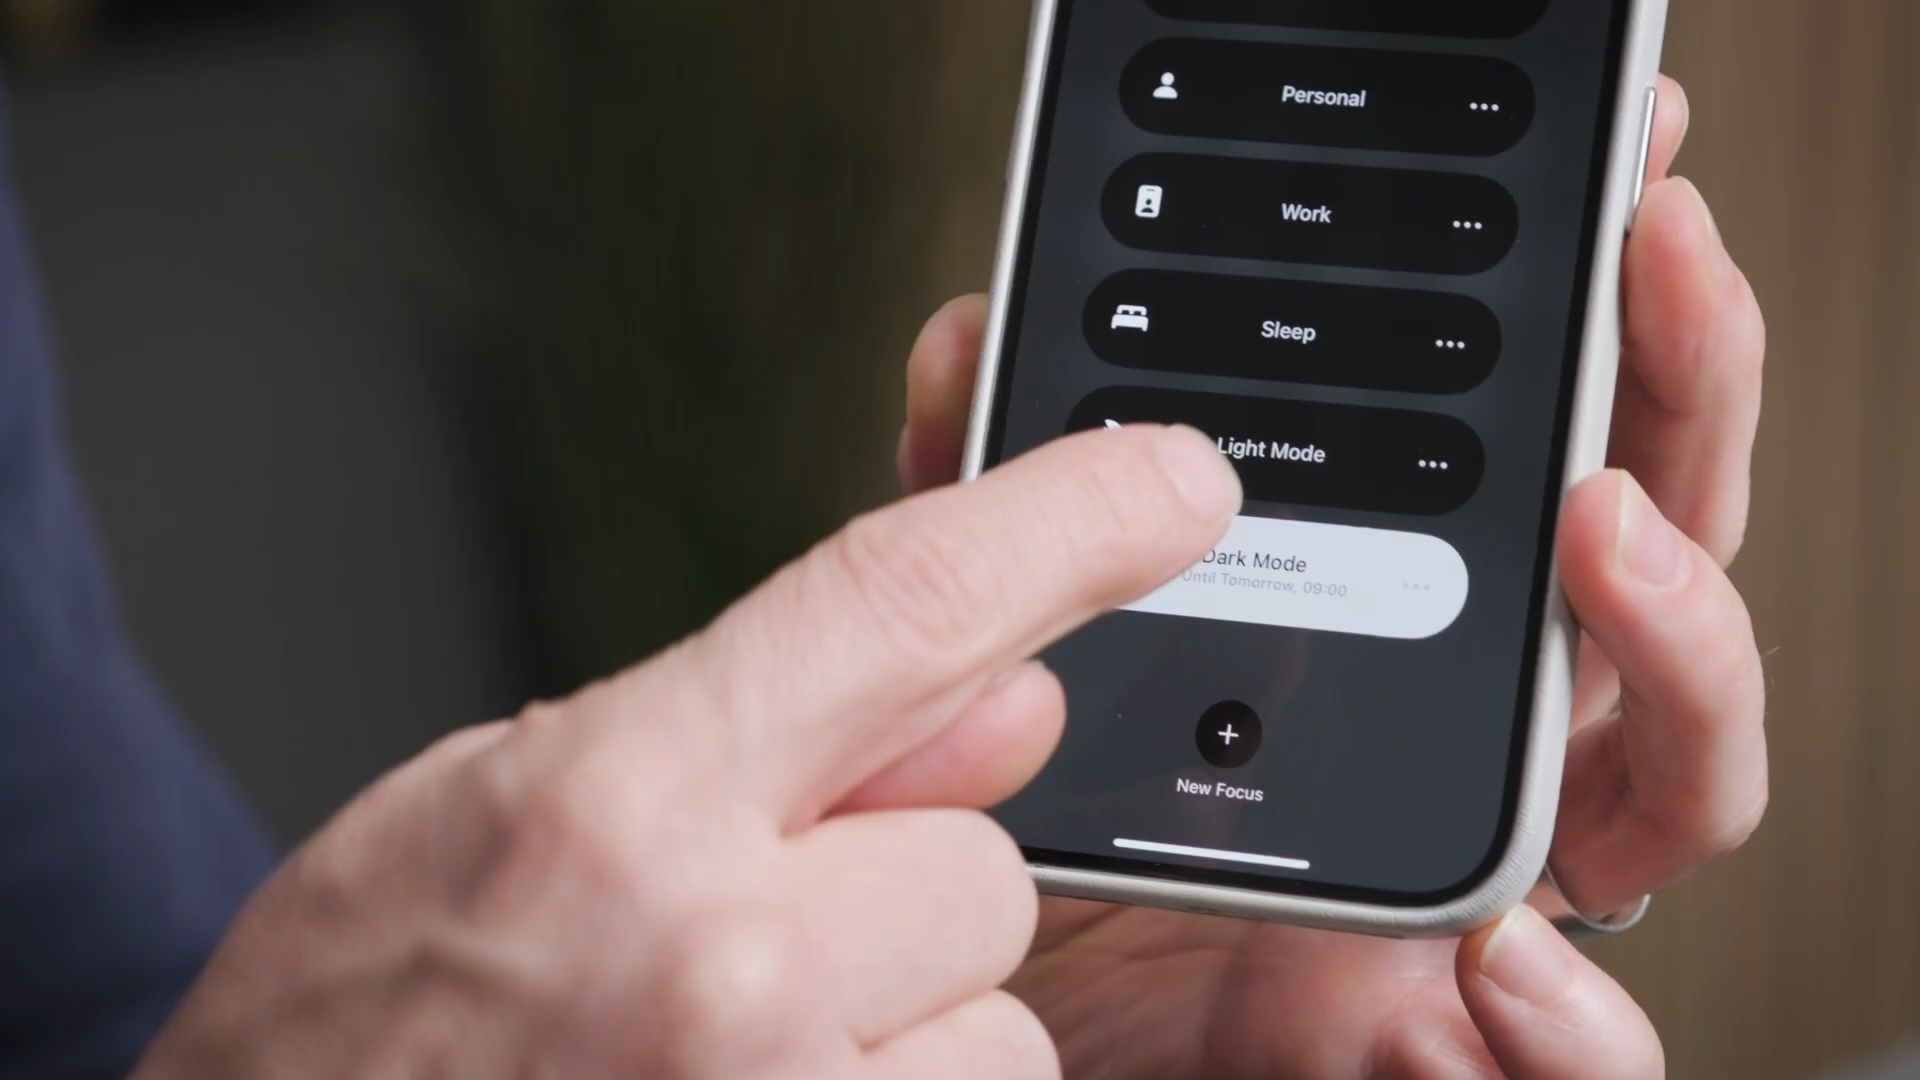 Personal
Work
Sleep
Light Mode
Dark Mode
Until Tomorrow, 09:00
New Focus